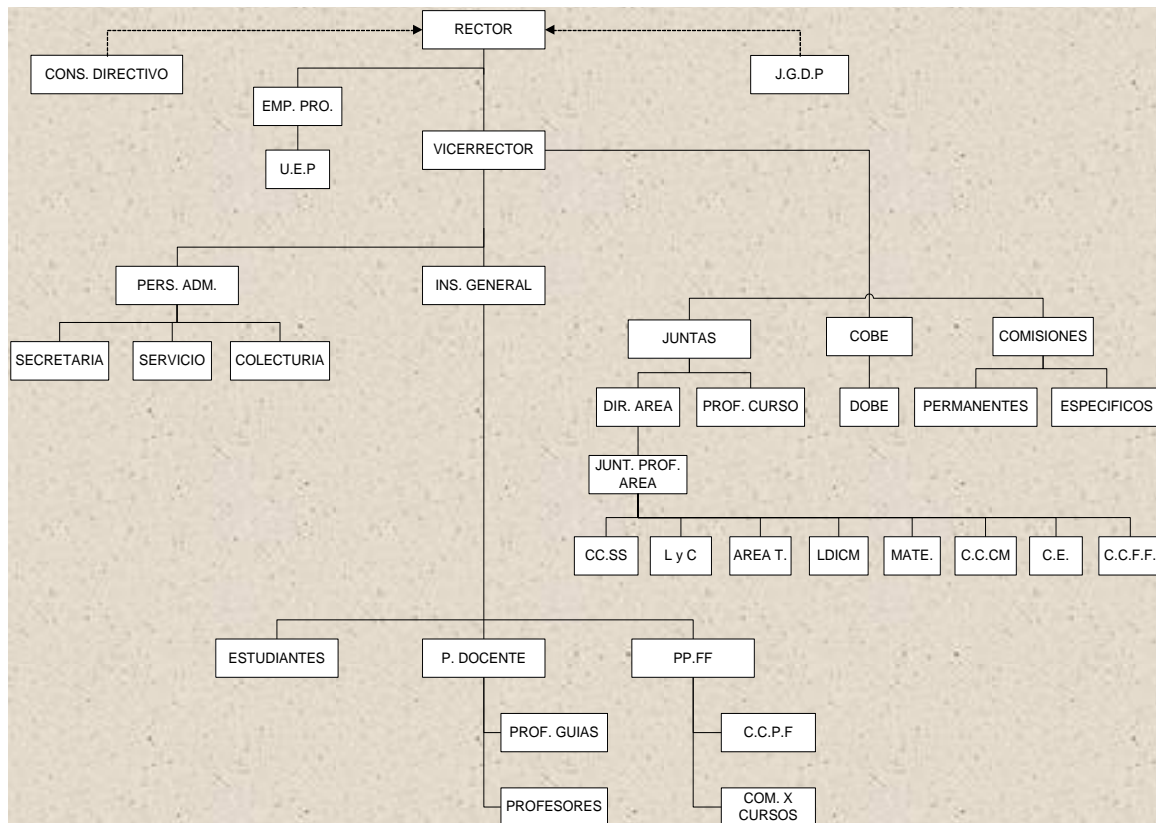 RECTOR
CONS. DIRECTIVO
J.G.D.P
EMP. PRO.
VICERRECTOR
U.E.P
PERS. ADM.
INS. GENERAL
SECRETARIA
SERVICIO
COLECTURIA
JUNTAS
COBE
COMISIONES
DIR. AREA
PROF. CURSO
DOBE
PERMANENTES
ESPECIFICOS
JUNT. PROF.
AREA
CC.SS
L y C
AREA T.
LDICM
MATE.
C.C.CM
C.E.
C.C.F.F.
ESTUDIANTES
P. DOCENTE
PP.FF
PROF. GUIAS
C.C.P.F
PROFESORES
COM. X
CURSOS